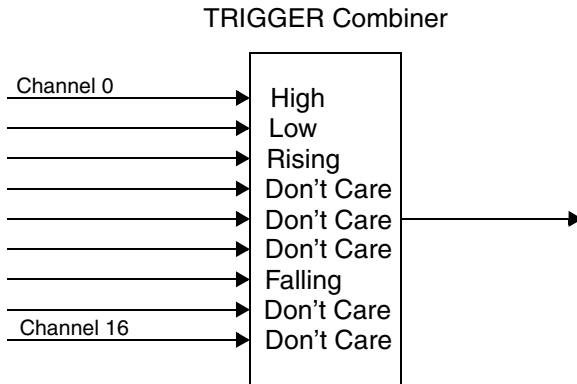 TRIGGER Combiner
Channel 0
High
Low
Rising
Don't Care
Don't Care
Don't Care
Falling
Don't Care
Channel 16
Don't Care